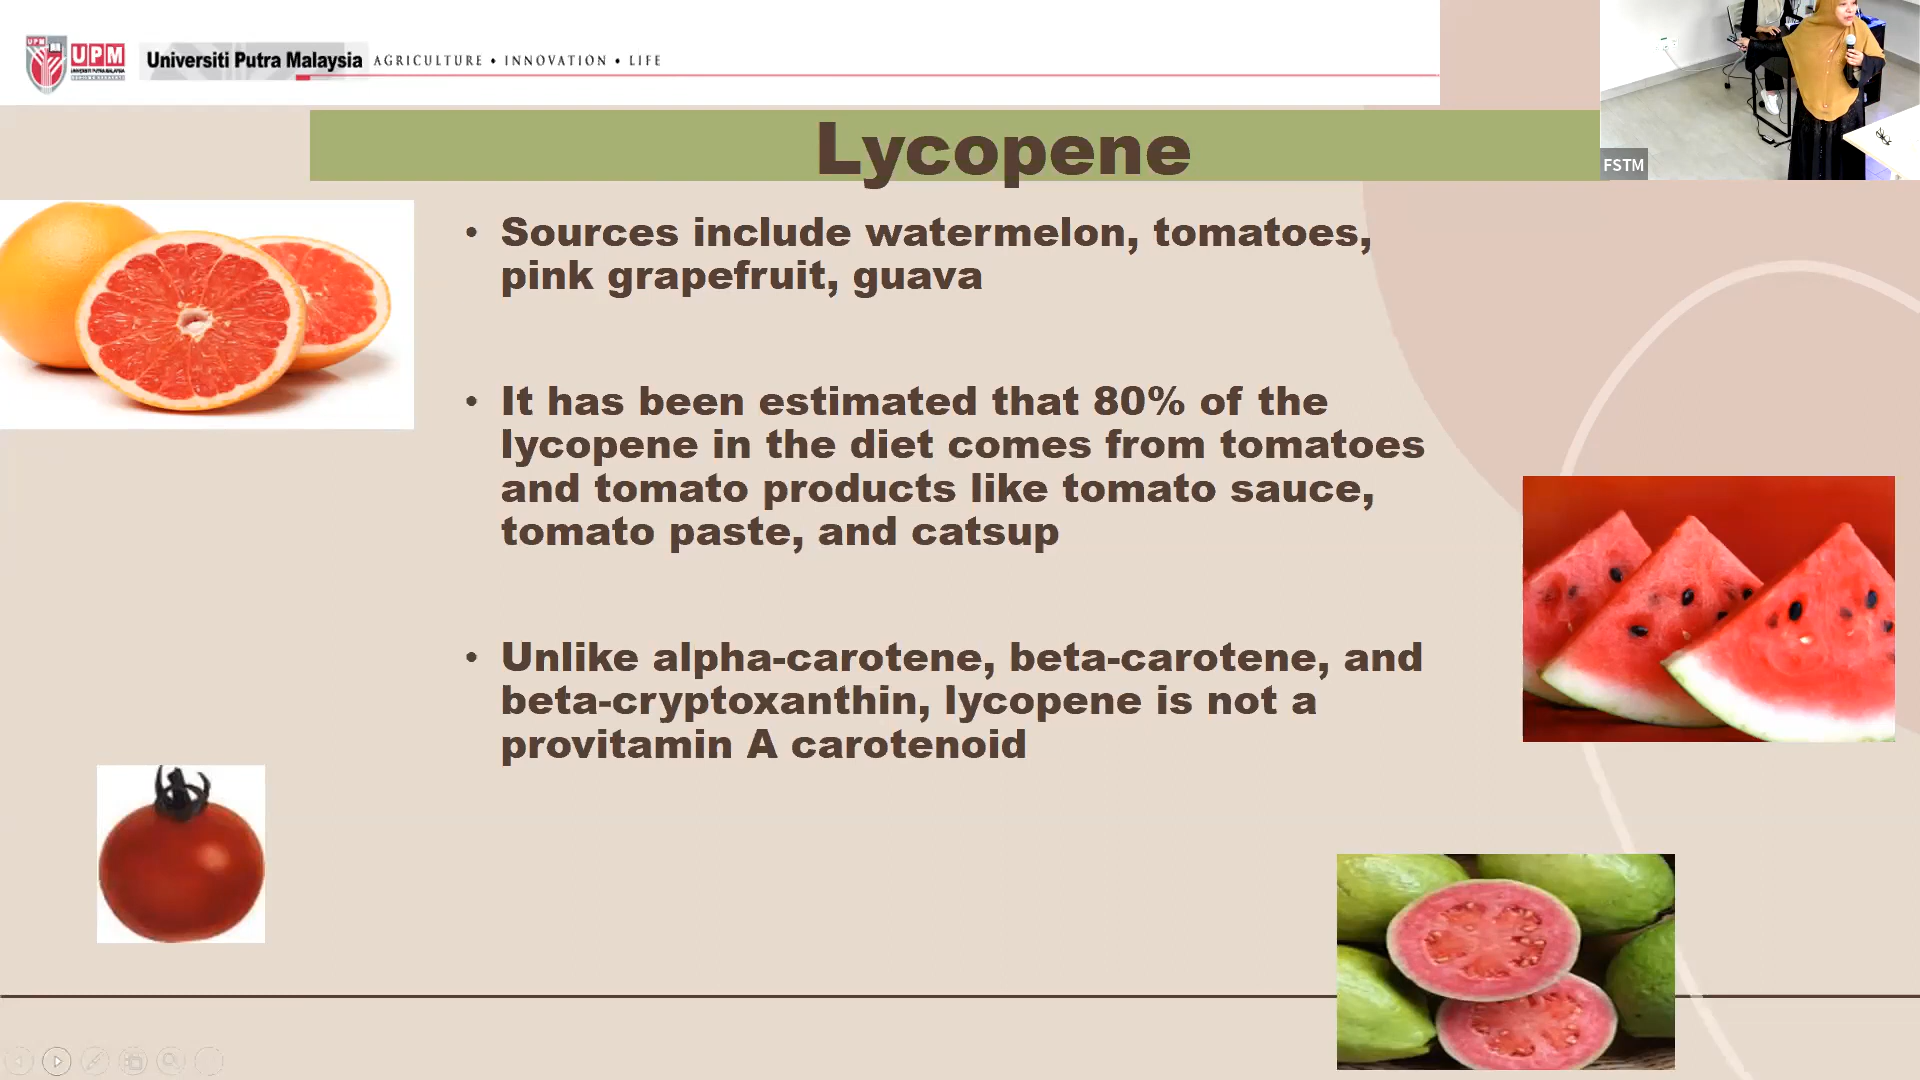 UPM
Universiti Putra Malaysia
AGRICULTURE • INNOVATION • LIFE
FSTM
Lycopene
• Sources include watermelon, tomatoes,
pink grapefruit, guava
• It has been estimated that 80% of the
lycopene in the diet comes from tomatoes
and tomato products like tomato sauce,
tomato paste, and catsup
• Unlike alpha-carotene, beta-carotene, and
beta-cryptoxanthin, lycopene is not a
provitamin A carotenoid